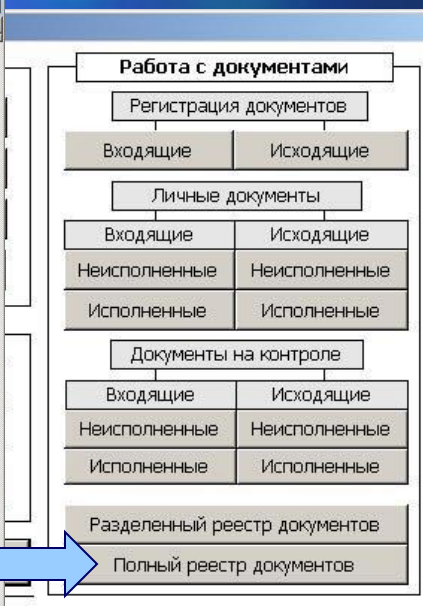 Работа с документами
Регистрация документов
Входящие Исходящие
Личные документы
Входящие Исходящие
Неисполненные Неисполненные
Исполненные Исполненные
Документы на контроле
Входящие Исходящие
Неисполненные Неисполненные
Исполненные Исполненные
Разделенный реестр документов
Полный реестр документов